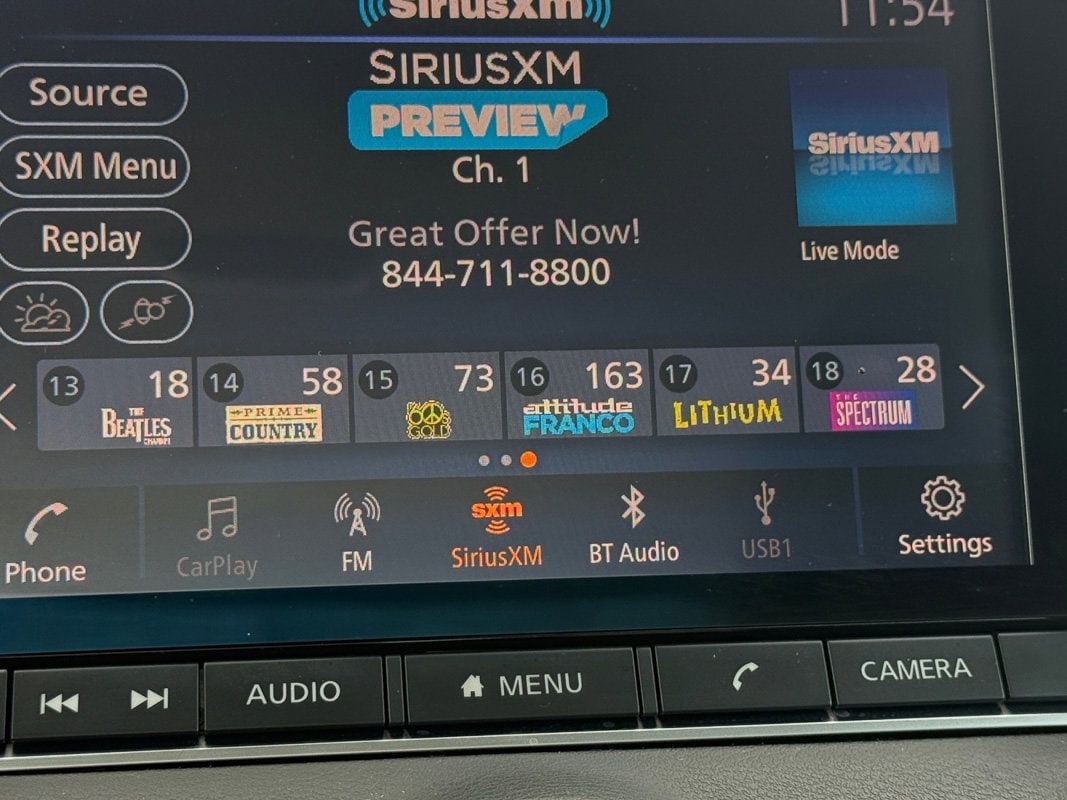 SiriusXM
11:54
Source
SXM Menu
Replay
SIRIUSXM
PREVIEW
Ch. 1
Great Offer Now!
844-711-8800
SiriusXM
Live Mode
13 18
THE
BEATLES
CHANNEL
14 58
PRIME
COUNTRY
15 73
60s
GOLD
16 163
attitude
FRANCO
17 34
LITHIUM
18 28
THE
SPECTRUM
Phone
CarPlay
FM
sxm
SiriusXM
BT Audio
USB1
Settings
AUDIO
MENU
CAMERA